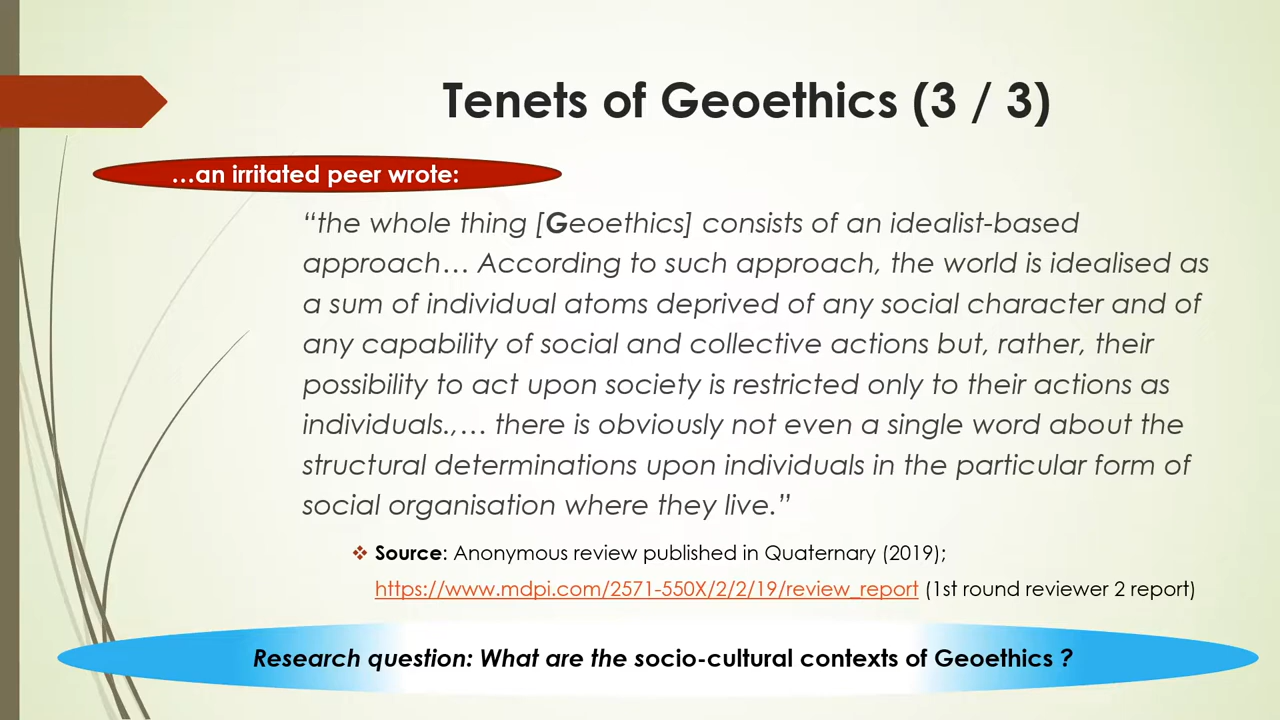 Tenets of Geoethics (3 / 3)
…an irritated peer wrote:
“the whole thing [Geoethics] consists of an idealist-based
approach… According to such approach, the world is idealised as
a sum of individual atoms deprived of any social character and of
any capability of social and collective actions but, rather, their
possibility to act upon society is restricted only to their actions as
individuals.,… there is obviously not even a single word about the
structural determinations upon individuals in the particular form of
social organisation where they live.”
❖ Source: Anonymous review published in Quaternary (2019);
https://www.mdpi.com/2571-550X/2/2/19/review_report (1st round reviewer 2 report)
Research question: What are the socio-cultural contexts of Geoethics ?